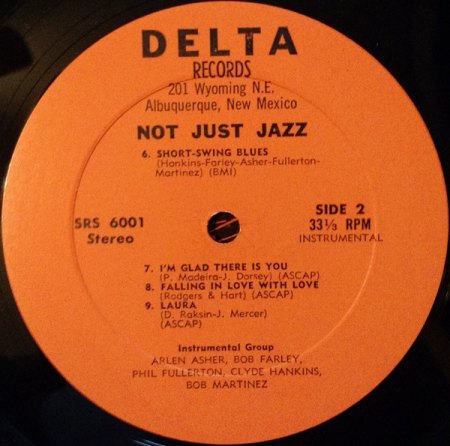 DELTA
RECORDS
201 Wyoming N.E.
Albuquerque, New Mexico
NOT JUST JAZZ
6. SHORT-SWING BLUES
(Hankins-Farley-Asher-Fullerton-
Martinez) (BMI)
SRS 6001
Stereo
SIDE 2
33⅓ RPM
INSTRUMENTAL
7. I'M GLAD THERE IS YOU
(P. Madeira-J. Dorsey) (ASCAP)
8. FALLING IN LOVE WITH LOVE
(Rodgers & Hart) (ASCAP)
9. LAURA
(D. Raksin-J. Mercer)
(ASCAP)
Instrumental Group
ARLEN ASHER, BOB FARLEY,
PHIL FULLERTON, CLYDE HANKINS,
BOB MARTINEZ